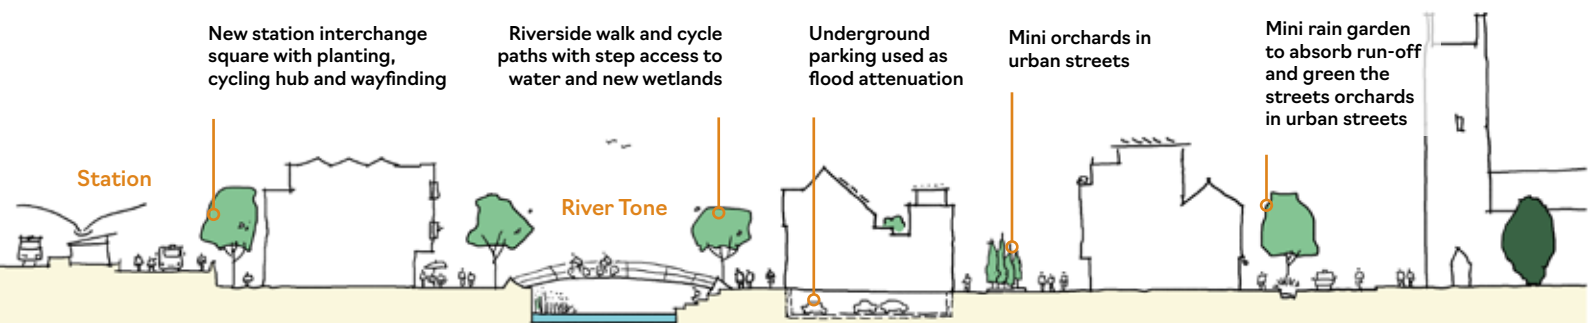 New station interchange
square with planting,
cycling hub and wayfinding
Riverside walk and cycle
paths with step access to
water and new wetlands
Underground
parking used as
flood attenuation
Mini orchards in
urban streets
Mini rain garden
to absorb run-off
and green the
streets orchards
in urban streets
Station
River Tone